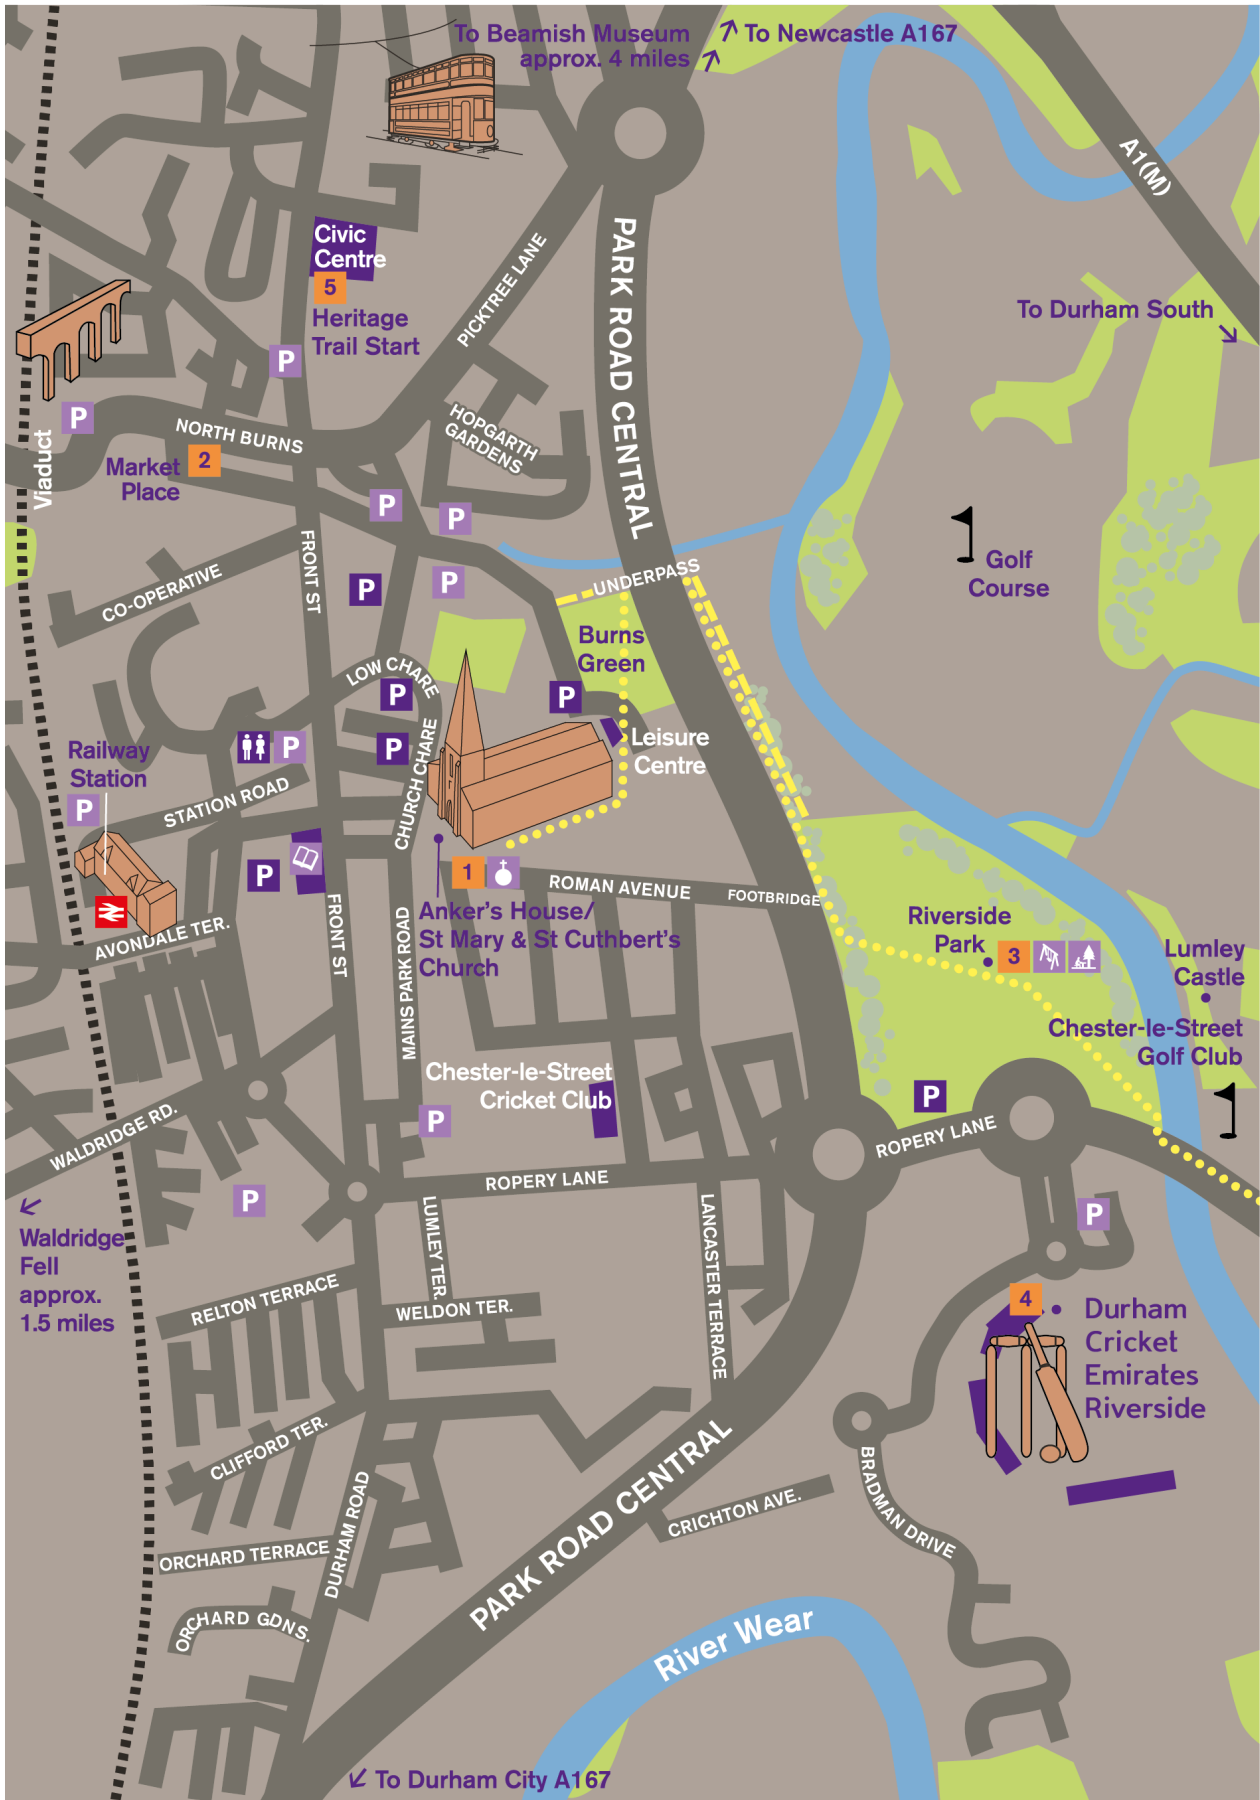 To Beamish Museum
approx. 4 miles
To Newcastle A167
A1(M)
Civic
Centre
5
Heritage
Trail Start
PICKTREE LANE
PARK ROAD CENTRAL
To Durham South
P
P
Viaduct
NORTH BURNS
Market
Place
2
HOPGARTH
GARDENS
P
P
FRONT ST
CO-OPERATIVE
P
P
UNDERPASS
Golf
Course
Burns
Green
LOW CHARE
P
P
Railway
Station
P
P
P
STATION ROAD
CHURCH CHARE
Leisure
Centre
P
1
ROMAN AVENUE
FOOTBRIDGE
Anker's House/
St Mary & St Cuthbert's
Church
AVONDALE TER.
FRONT ST
MAINS PARK ROAD
Riverside
Park
3
Lumley
Castle
Chester-le-Street
Golf Club
Chester-le-Street
Cricket Club
P
P
WALDRIDGE RD.
ROPERY LANE
ROPERY LANE
P
P
Waldridge
Fell
approx.
1.5 miles
LUMLEY TER.
LANCASTER TERRACE
RELTON TERRACE
WELDON TER.
4
Durham
Cricket
Emirates
Riverside
CLIFFORD TER.
DURHAM ROAD
PARK ROAD CENTRAL
CRICHTON AVE.
BRADMAN DRIVE
ORCHARD TERRACE
ORCHARD GDNS.
River Wear
To Durham City A167